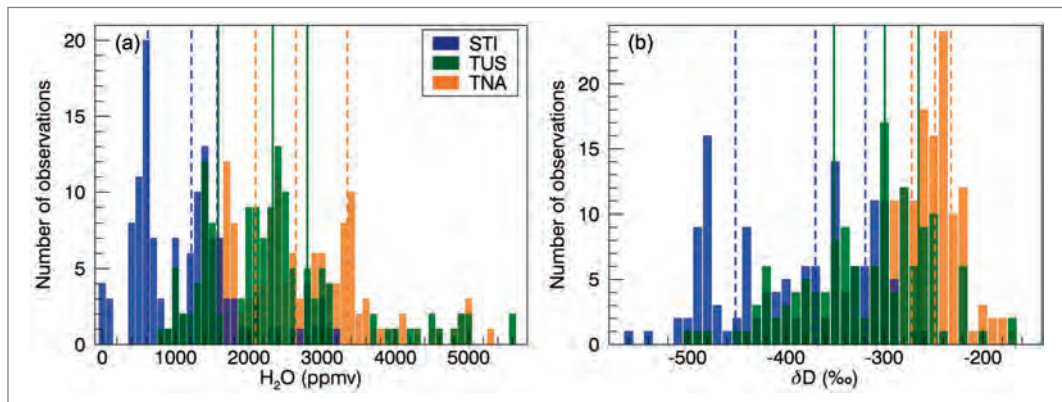 (a)
STI
TUS
TNA
Number of observations
20
15
10
5
0
0 1000 2000 3000 4000 5000
H₂O (ppmv)
(b)
Number of observations
20
15
10
5
0
-500 -400 -300 -200
δD (‰)